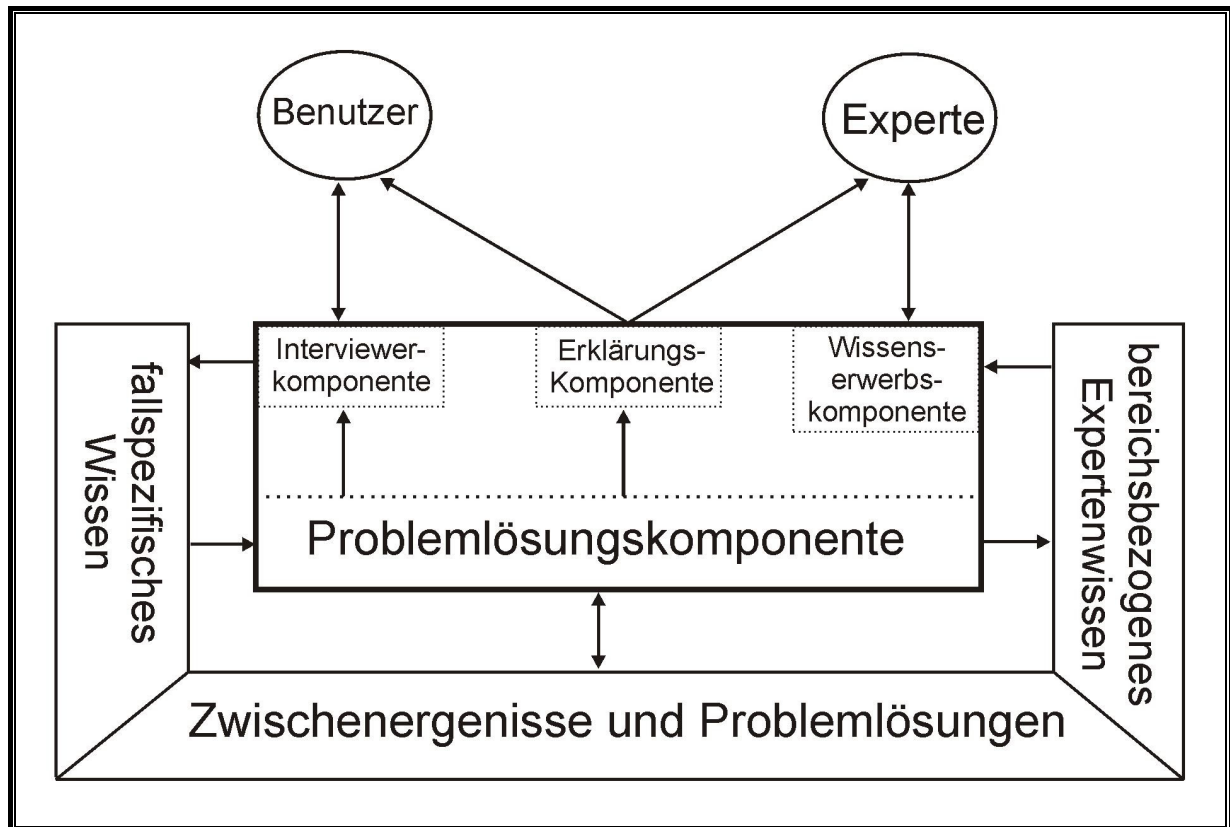 Benutzer
Experte
Interviewer-
komponente
Erklärungs-
Komponente
Wissens-
erwerbs-
komponente
fallspezifisches
Wissen
bereichsbezogenes
Expertenwissen
Problemlösungskomponente
Zwischenergenisse und Problemlösungen